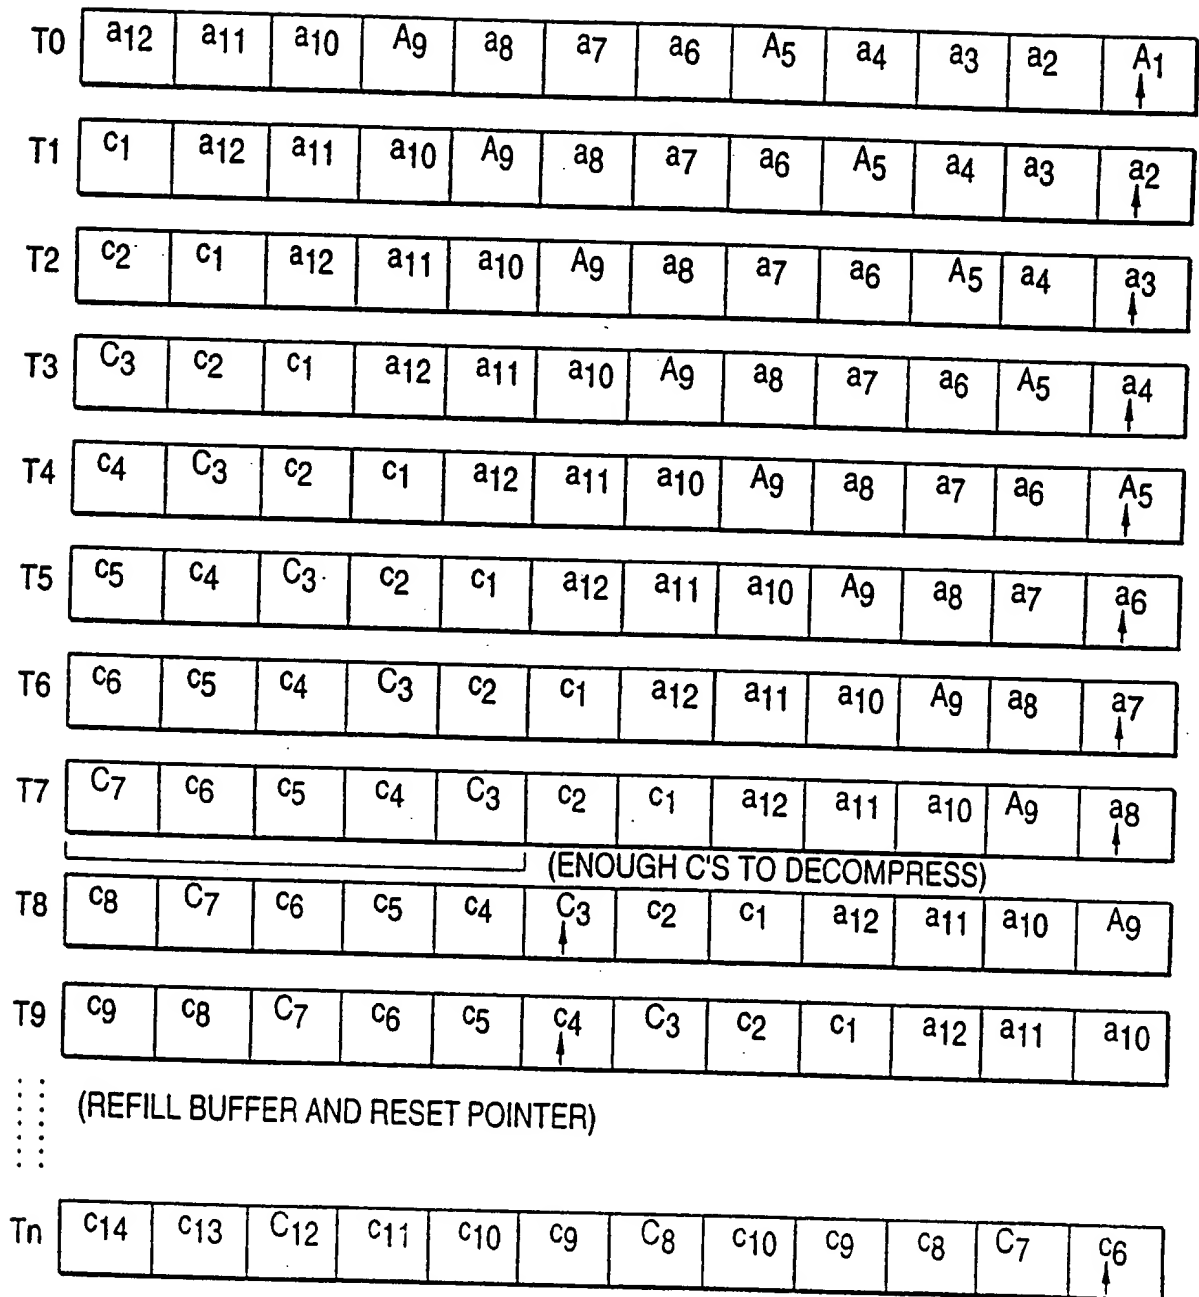 T0 a12 a11 a10 A9 a8 a7 a6 A5 a4 a3 a2 A1
T1 c1 a12 a11 a10 A9 a8 a7 a6 A5 a4 a3 a2
T2 c2 c1 a12 a11 a10 A9 a8 a7 a6 A5 a4 a3
T3 C3 c2 c1 a12 a11 a10 A9 a8 a7 a6 A5 a4
T4 c4 C3 c2 c1 a12 a11 a10 A9 a8 a7 a6 A5
T5 c5 c4 C3 c2 c1 a12 a11 a10 A9 a8 a7 a6
T6 c6 c5 c4 C3 c2 c1 a12 a11 a10 A9 a8 a7
T7 C7 c6 c5 c4 C3 c2 c1 a12 a11 a10 A9 a8
(ENOUGH C'S TO DECOMPRESS)
T8 c8 C7 c6 c5 c4 C3 c2 c1 a12 a11 a10 A9
T9 c9 c8 C7 c6 c5 c4 C3 c2 c1 a12 a11 a10
(REFILL BUFFER AND RESET POINTER)
Tn c14 c13 C12 c11 c10 c9 C8 c10 c9 c8 C7 c6